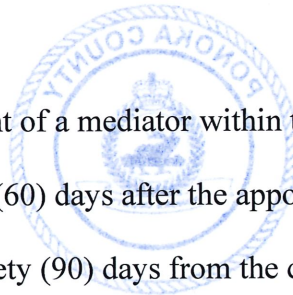 PONOKA COUNTY
nt of a mediator within t
(60) days after the appo
ety (90) days from the